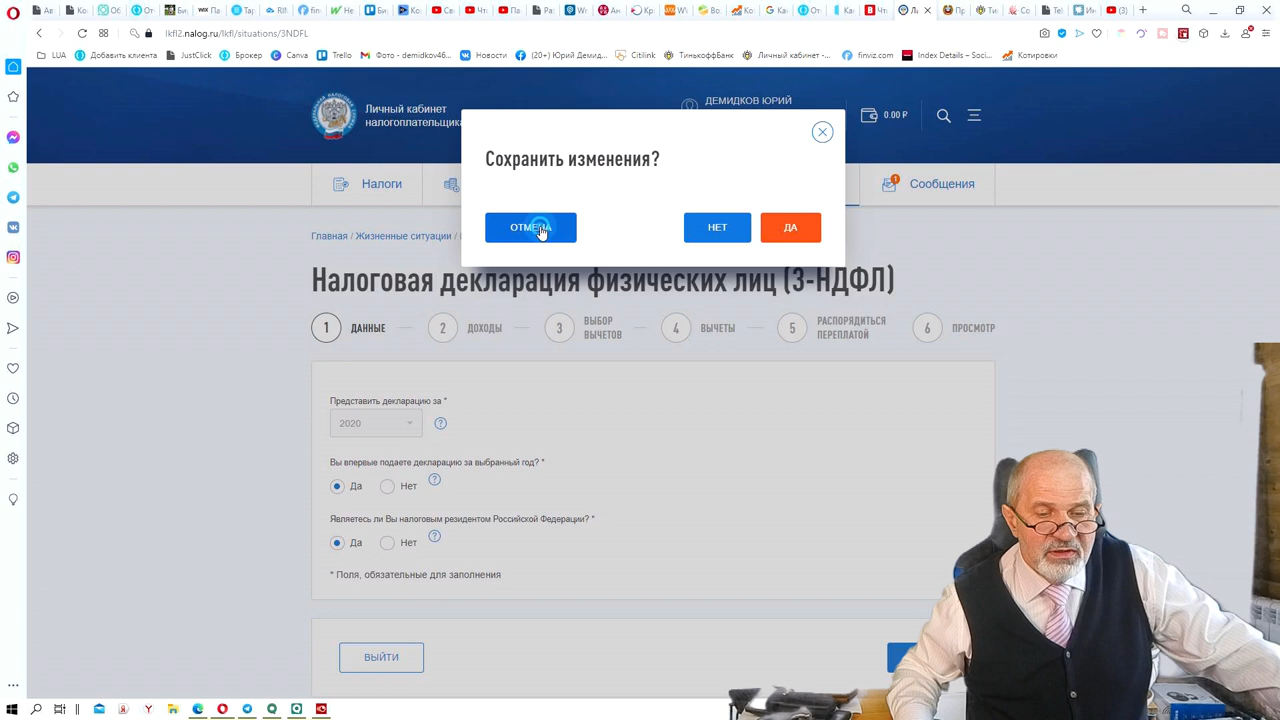 lkfl2.nalog.ru/lkfl/situations/3NDFL
LUA
Добавить клиента
JustClick
Брокер
Canva
Trello
Фото - demidkov46...
Новости
(20+) Юрий Демид...
Citilink
ТинькоффБанк
Личный кабинет -...
finviz.com
Index Details – Soci...
Котировки
Личный кабинет
налогоплательщика
ДЕМИДКОВ ЮРИЙ
0.00 ₽
Сохранить изменения?
ОТМЕНА
НЕТ
ДА
Налоги
1
Сообщения
Главная / Жизненные ситуации /
Налоговая декларация физических лиц (3-НДФЛ)
1 ДАННЫЕ
2 ДОХОДЫ
3 ВЫБОР
ВЫЧЕТОВ
4 ВЫЧЕТЫ
5 РАСПОРЯДИТЬСЯ
ПЕРЕПЛАТОЙ
6 ПРОСМОТР
Представить декларацию за *
2020
Вы впервые подаете декларацию за выбранный год? *
Да Нет
Являетесь ли Вы налоговым резидентом Российской Федерации? *
Да Нет
* Поля, обязательные для заполнения
ВЫЙТИ